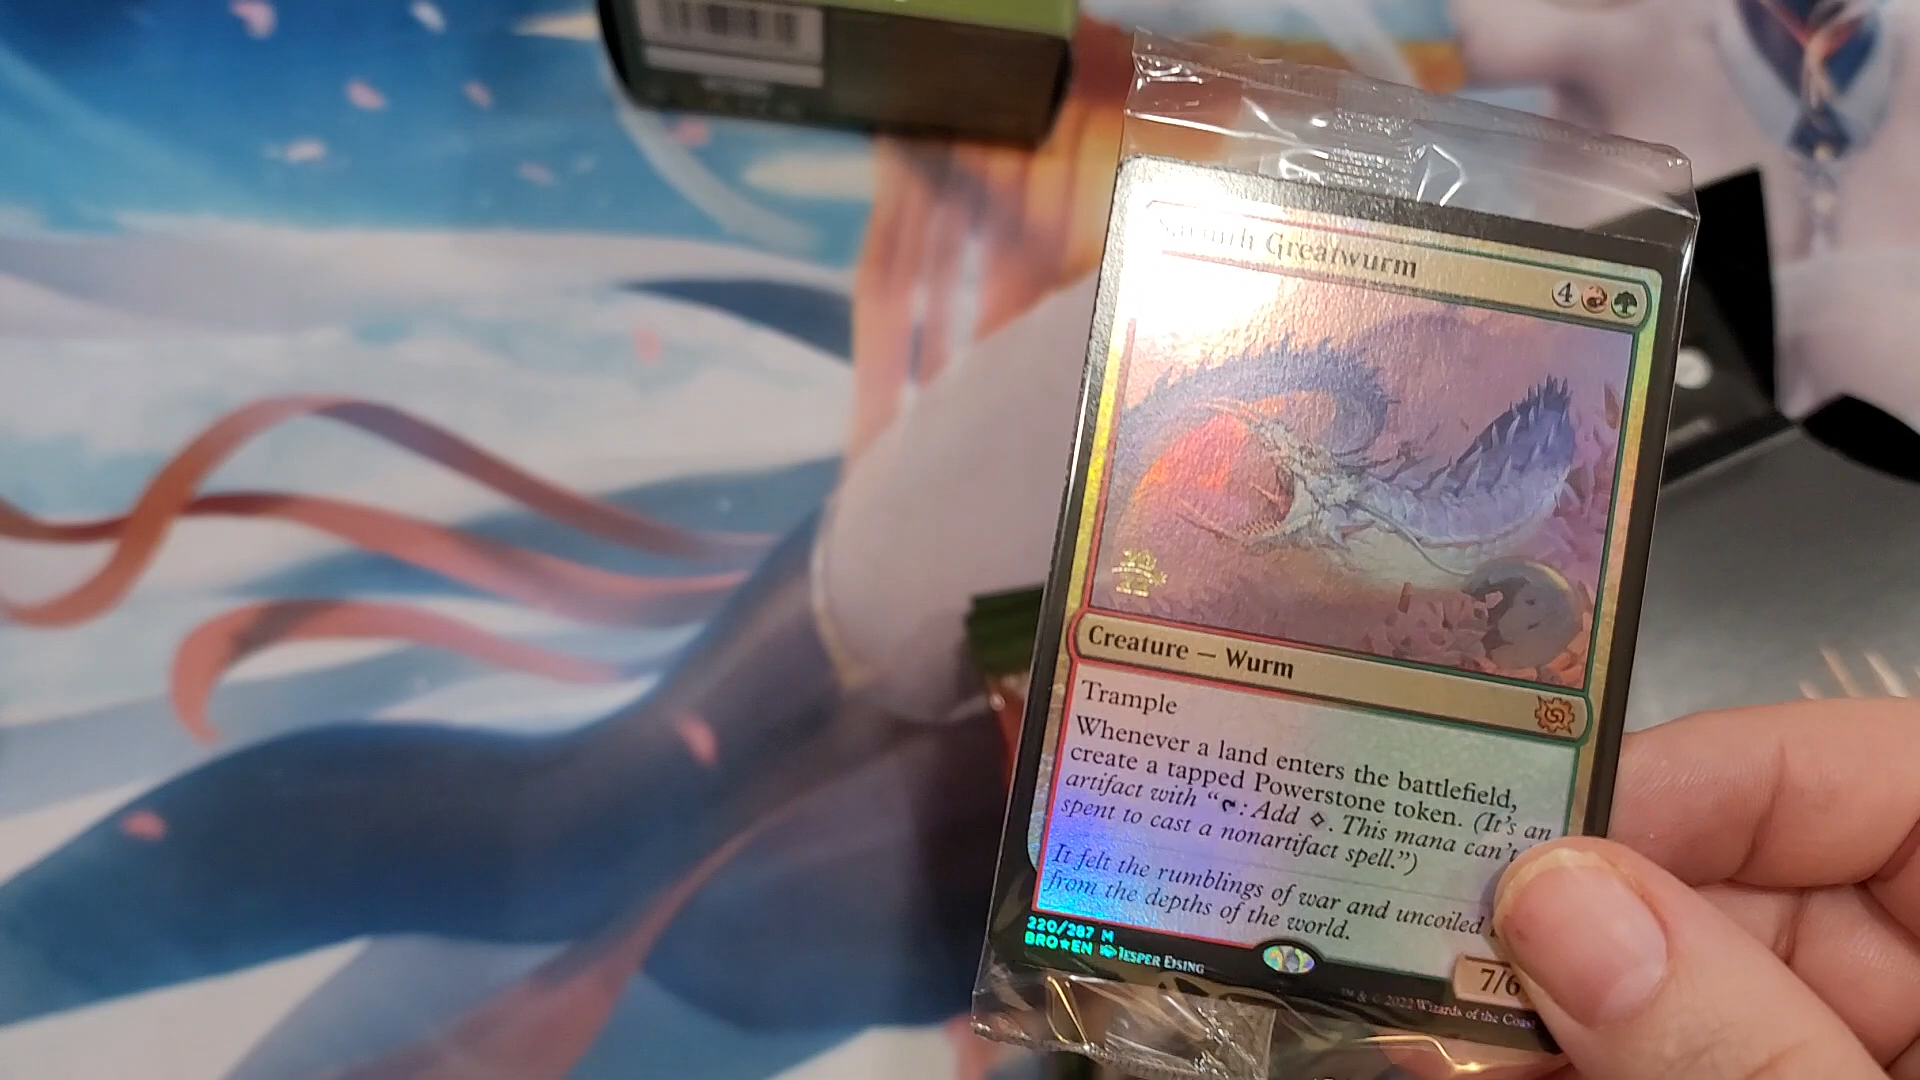 Greatwurm
4
Creature — Wurm
Trample
Whenever a land enters the battlefield,
create a tapped Powerstone token. (It's an
artifact with “: Add . This mana can't
spent to cast a nonartifact spell.”)
It felt the rumblings of war and uncoiled
from the depths of the world.
220/287 M
BRO★EN JESPER EJSING
7/6
™ & © 2022 Wizards of the Coast